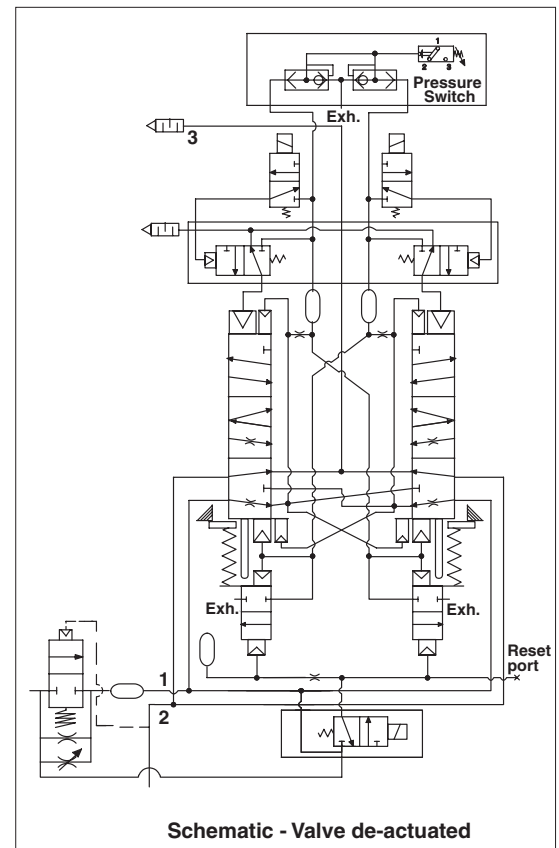 1
2 3
Pressure
Switch
Exh.
3
Exh.
Exh.
Reset
port
1
2
Schematic - Valve de-actuated